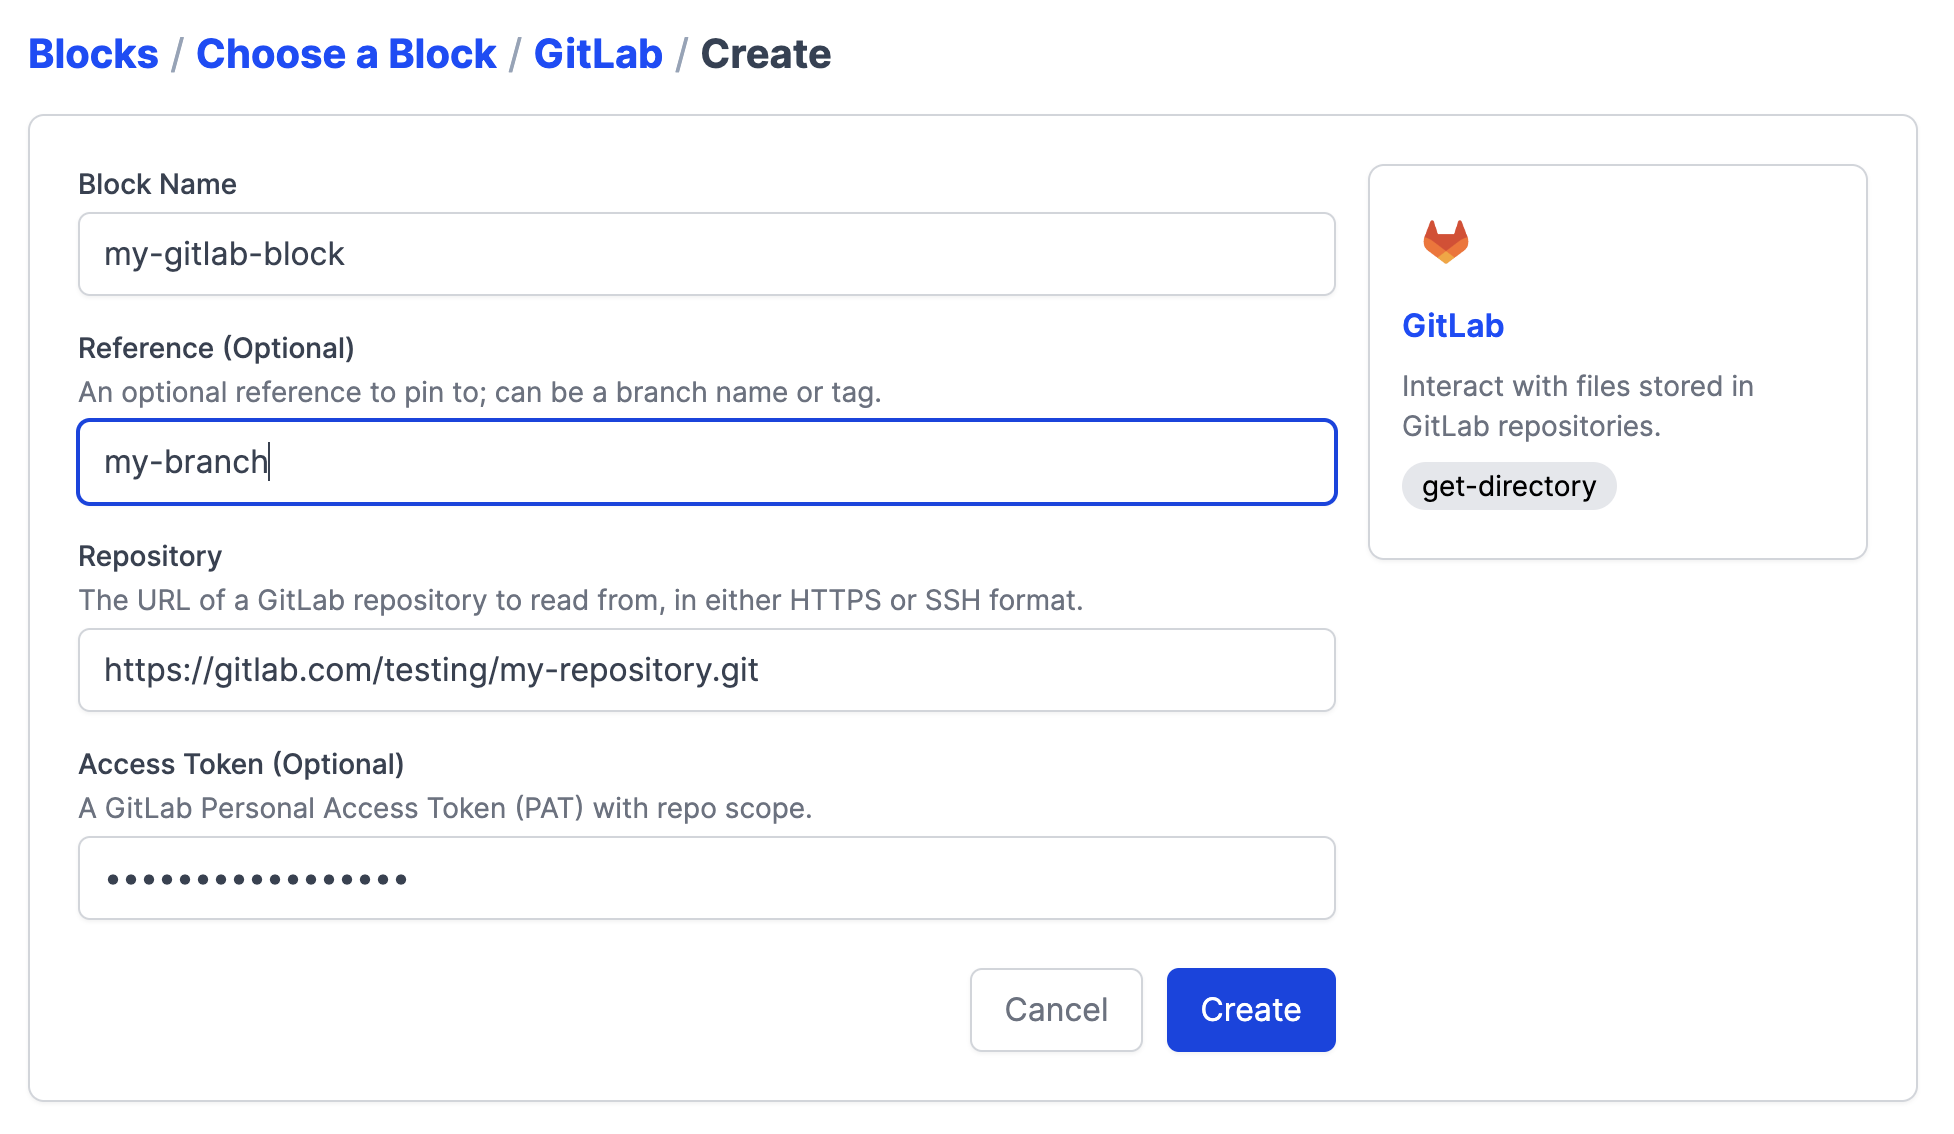 Blocks / Choose a Block / GitLab / Create
Block Name
my-gitlab-block
Reference (Optional)
An optional reference to pin to; can be a branch name or tag.
my-branch
Repository
The URL of a GitLab repository to read from, in either HTTPS or SSH format.
https://gitlab.com/testing/my-repository.git
Access Token (Optional)
A GitLab Personal Access Token (PAT) with repo scope.
•••••••••••••••••
Cancel
Create
GitLab
Interact with files stored in
GitLab repositories.
get-directory